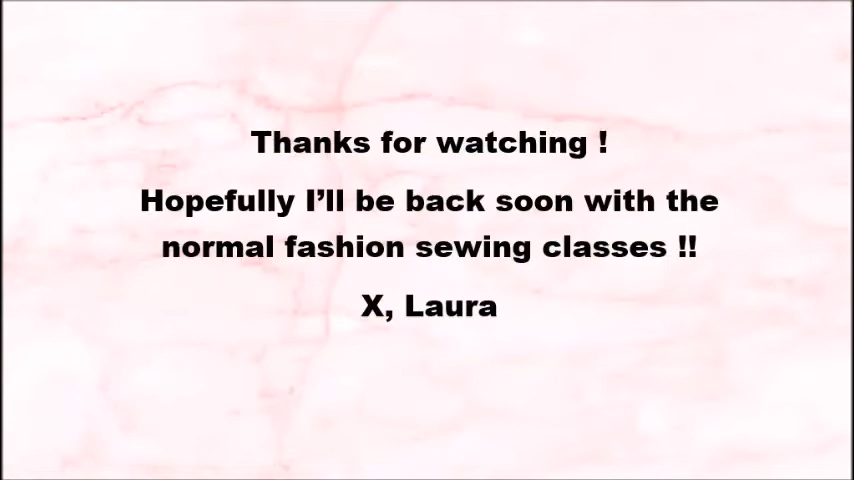 Thanks for watching !
Hopefully I’ll be back soon with the
normal fashion sewing classes !!
X, Laura